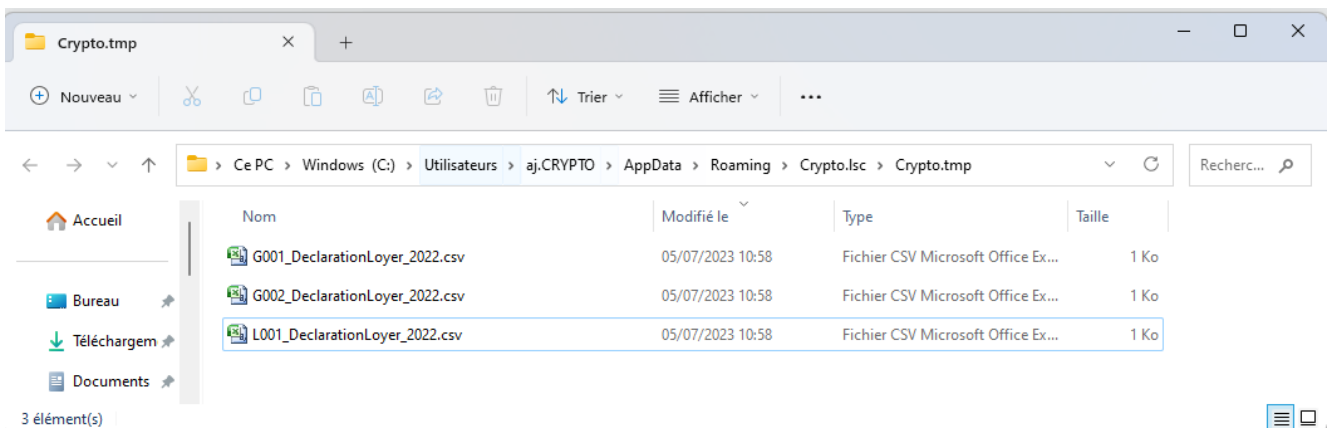 Crypto.tmp
Nouveau Trier Afficher
Ce PC > Windows (C:) > Utilisateurs > aj.CRYPTO > AppData > Roaming > Crypto.lsc > Crypto.tmp Recherc...
Accueil Nom Modifié le Type Taille
G001_DeclarationLoyer_2022.csv 05/07/2023 10:58 Fichier CSV Microsoft Office Ex... 1 Ko
Bureau G002_DeclarationLoyer_2022.csv 05/07/2023 10:58 Fichier CSV Microsoft Office Ex... 1 Ko
Téléchargem L001_DeclarationLoyer_2022.csv 05/07/2023 10:58 Fichier CSV Microsoft Office Ex... 1 Ko
Documents
3 élément(s)